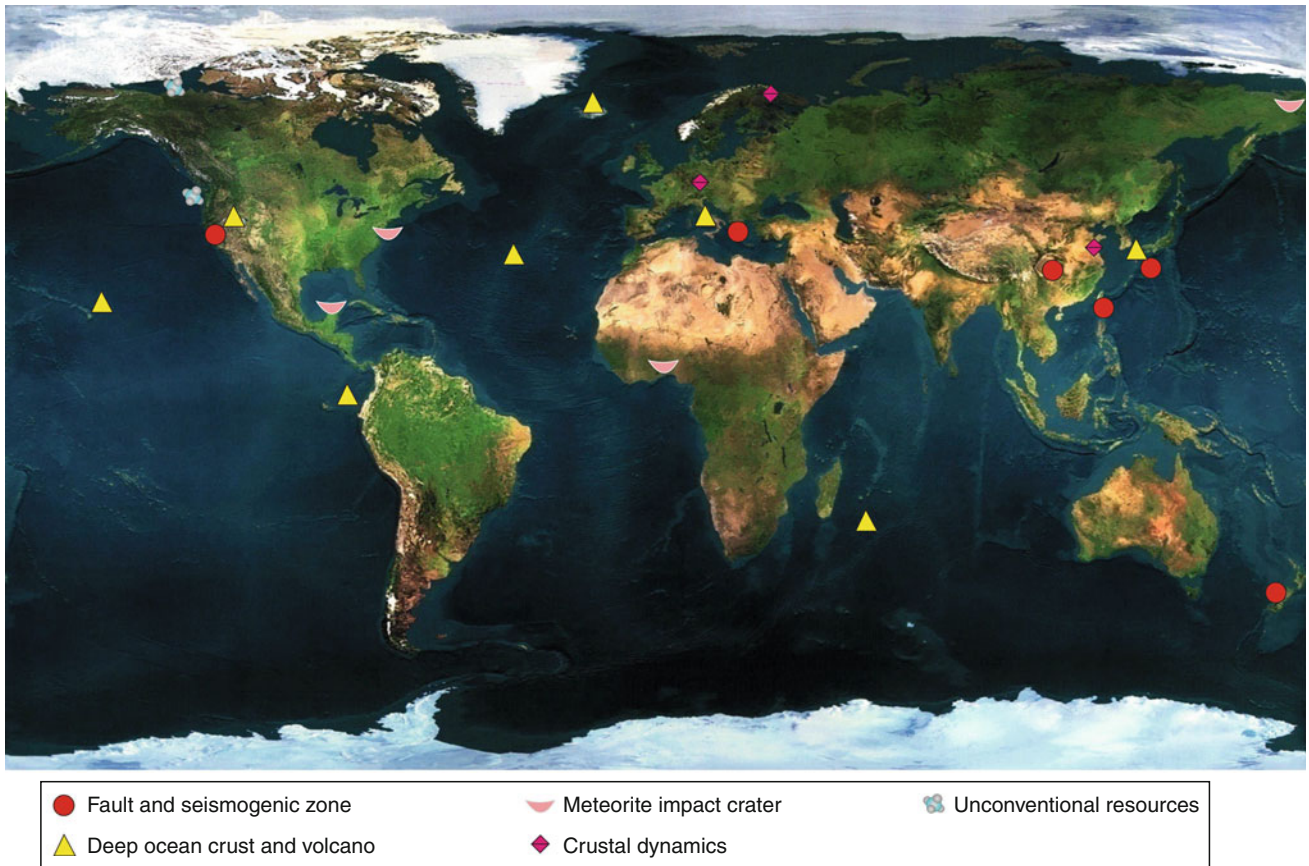 Fault and seismogenic zone
Meteorite impact crater
Unconventional resources
Deep ocean crust and volcano
Crustal dynamics